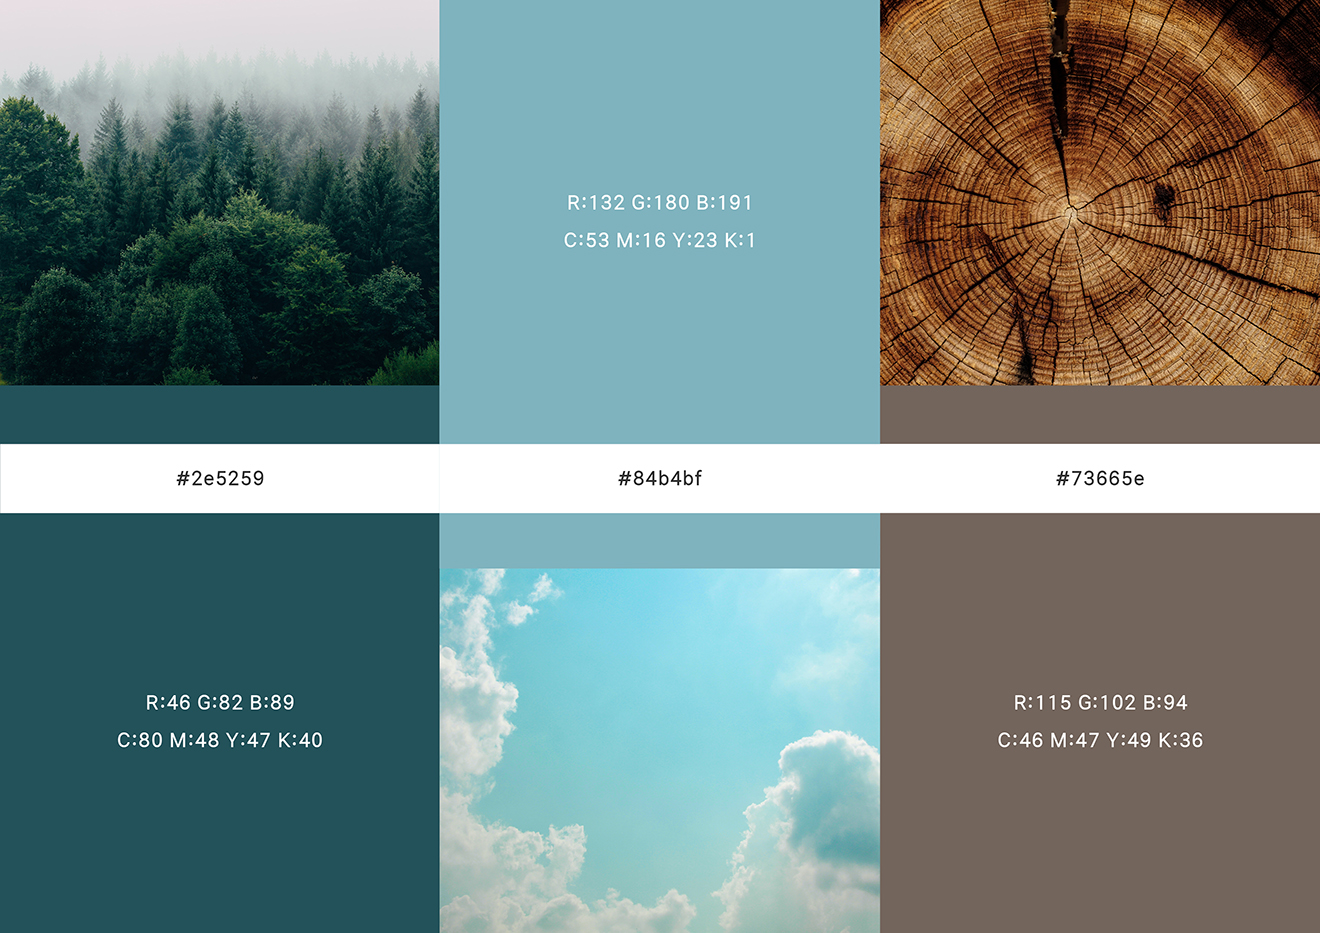 R:132 G:180 B:191
C:53 M:16 Y:23 K:1
#2e5259
#84b4bf
#73665e
R:46 G:82 B:89
C:80 M:48 Y:47 K:40
R:115 G:102 B:94
C:46 M:47 Y:49 K:36